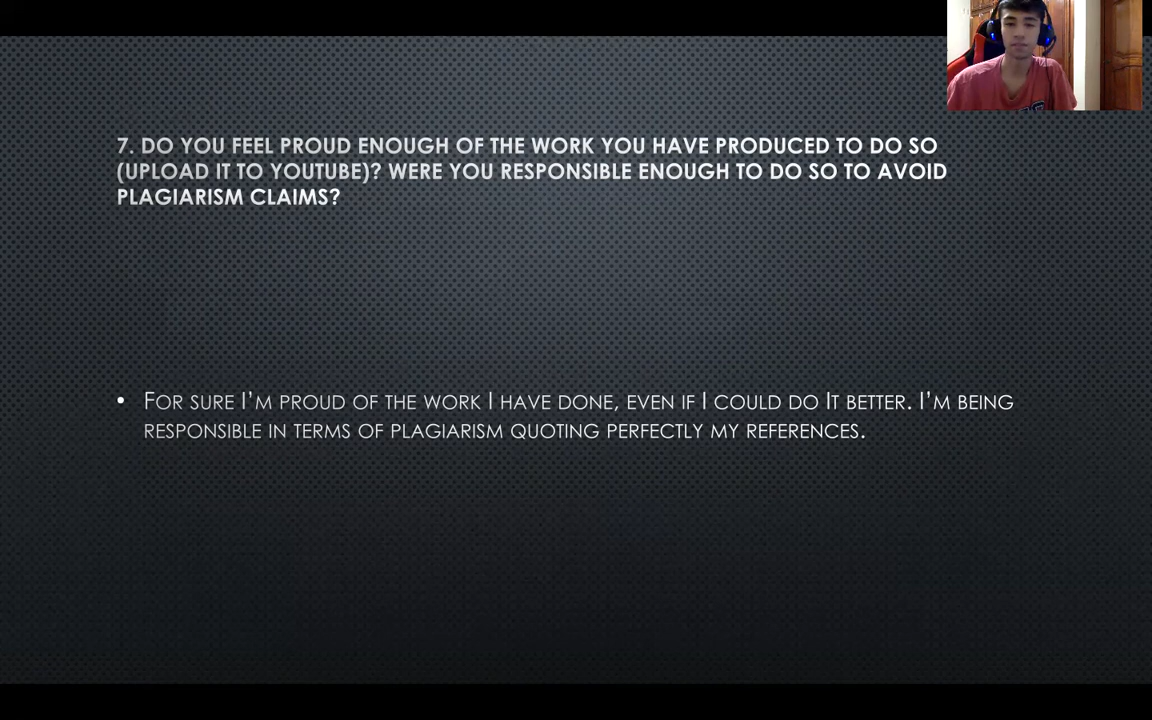 7. DO YOU FEEL PROUD ENOUGH OF THE WORK YOU HAVE PRODUCED TO DO SO
(UPLOAD IT TO YOUTUBE)? WERE YOU RESPONSIBLE ENOUGH TO DO SO TO AVOID
PLAGIARISM CLAIMS?
• FOR SURE I’M PROUD OF THE WORK I HAVE DONE, EVEN IF I COULD DO IT BETTER. I’M BEING
RESPONSIBLE IN TERMS OF PLAGIARISM QUOTING PERFECTLY MY REFERENCES.